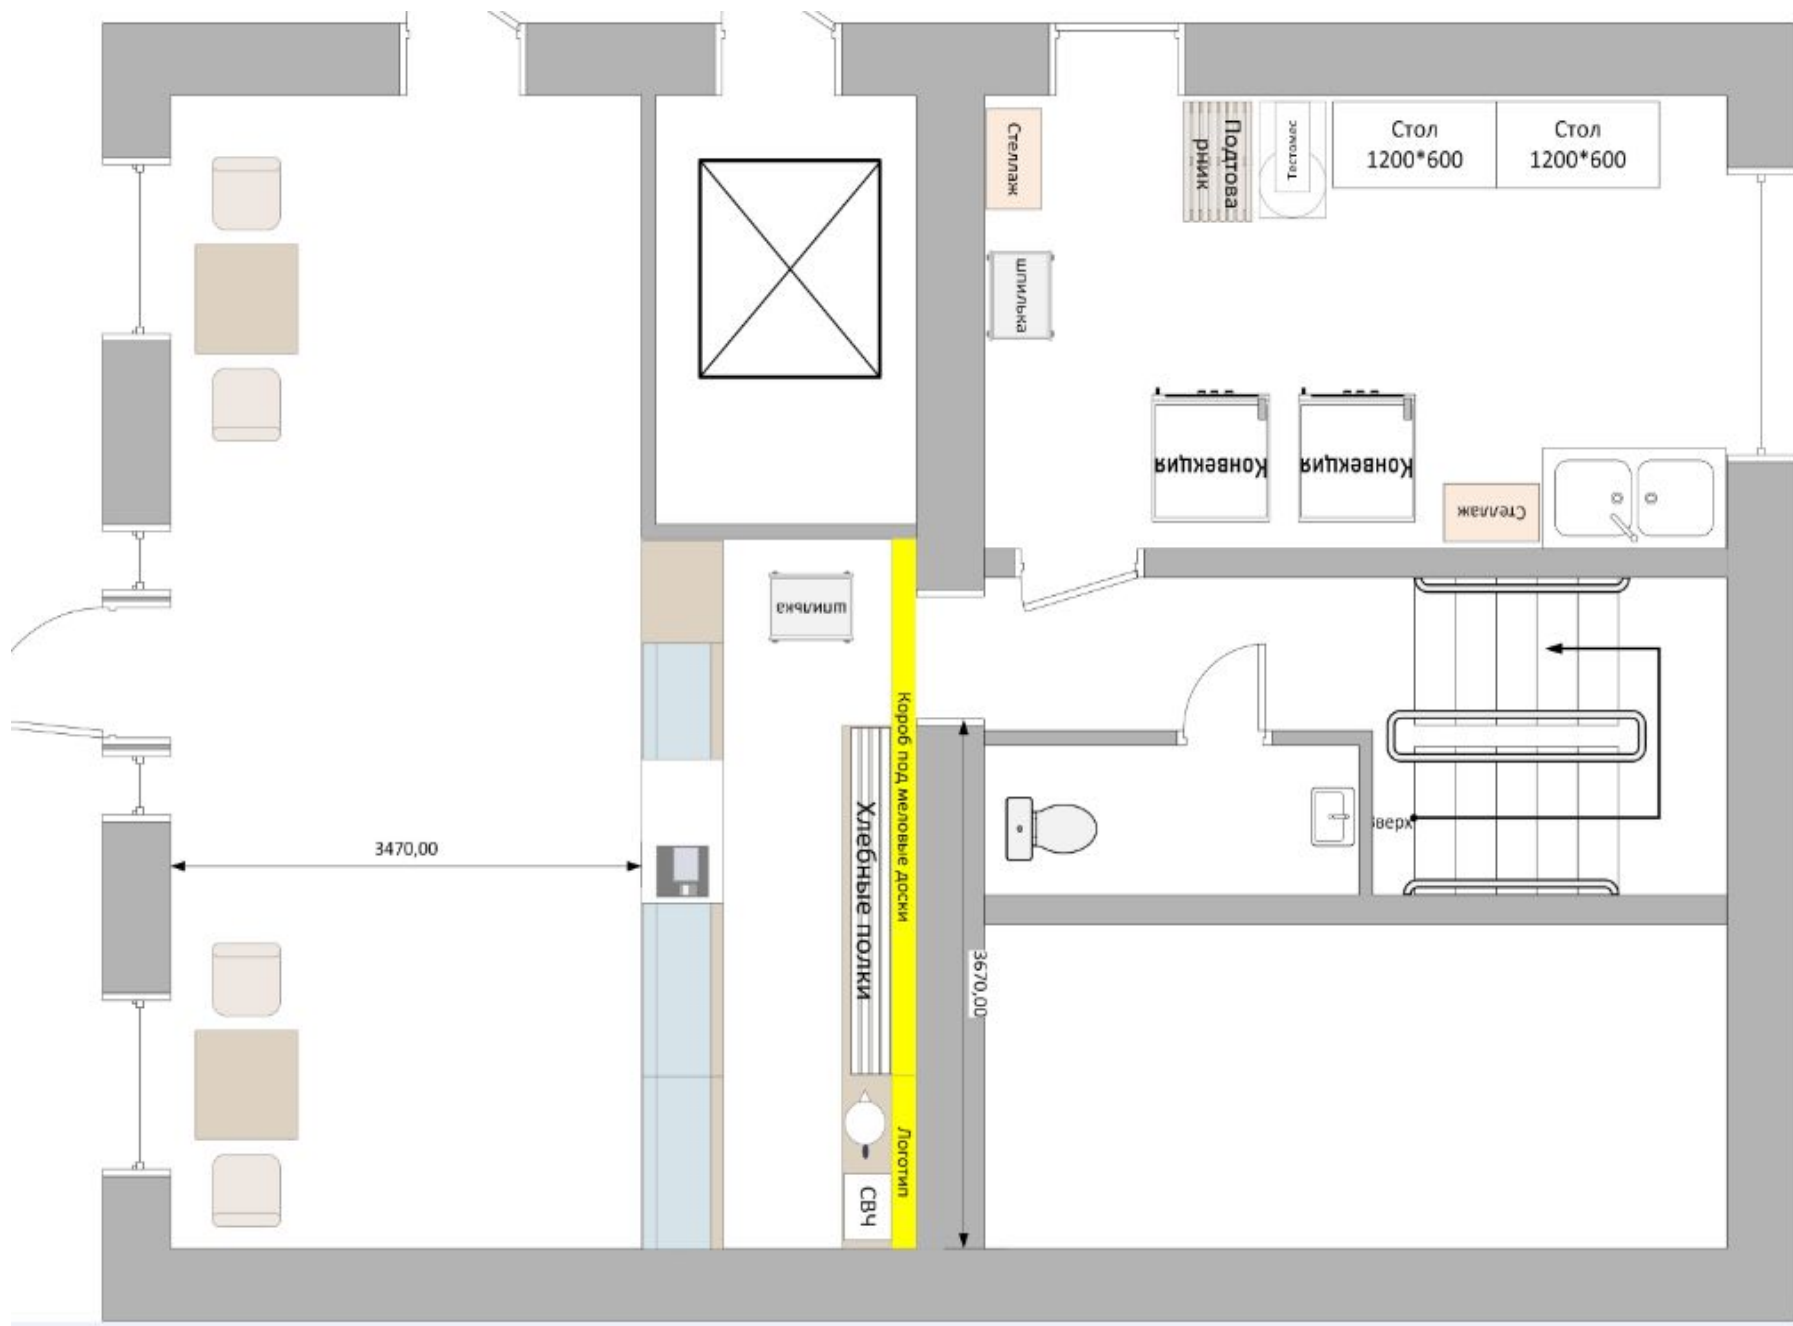 Стеллаж
Подтова
рник
Тестомес
Стол
1200*600
Стол
1200*600
шпилька
Конвекция
Конвекция
Стеллаж
шпилька
Короб под меловые доски
Хлебные полки
3470,00
Вверх
3670,00
Логотип
СВЧ